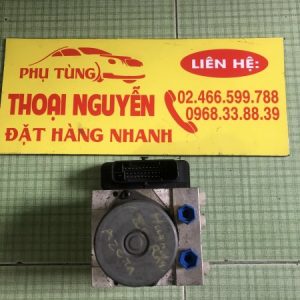 PHỤ TÙNG
LIÊN HỆ:
THOẠI NGUYỄN
02.466.599.788
0968.33.88.39
ĐẶT HÀNG NHANH